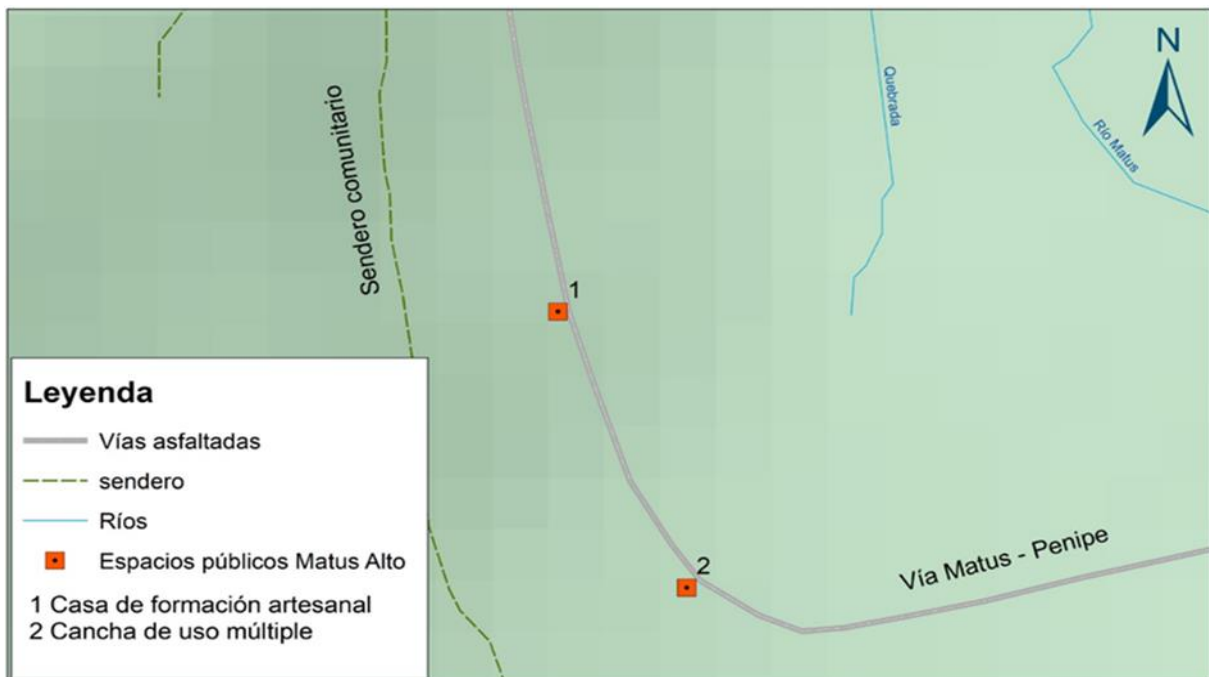 N
Quebrada
Río Matus
Sendero comunitario
1
2
Vía Matus - Penipe
Leyenda
Vías asfaltadas
sendero
Ríos
Espacios públicos Matus Alto
1 Casa de formación artesanal
2 Cancha de uso múltiple